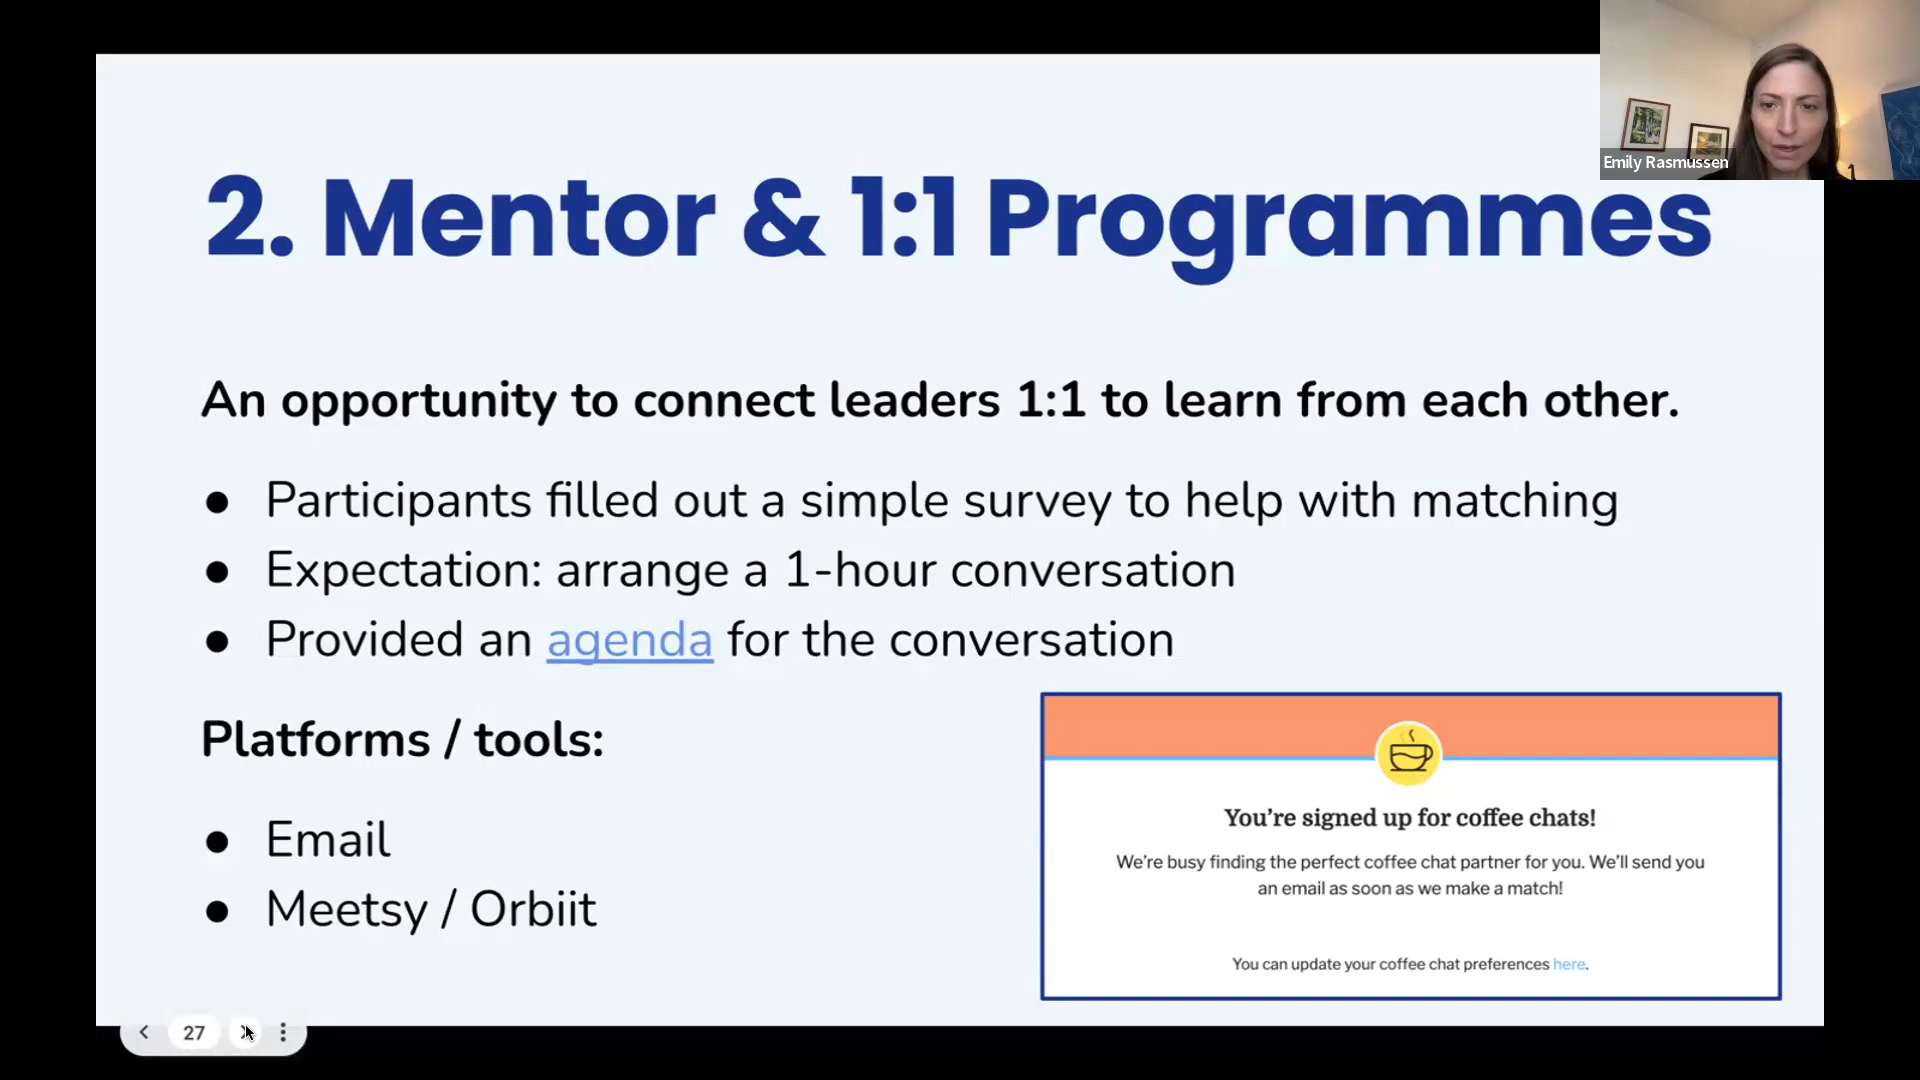 Emily Rasmussen
2. Mentor & 1:1 Programmes
An opportunity to connect leaders 1:1 to learn from each other.
● Participants filled out a simple survey to help with matching
● Expectation: arrange a 1-hour conversation
● Provided an agenda for the conversation
Platforms / tools:
● Email
● Meetsy / Orbiit
You're signed up for coffee chats!
We're busy finding the perfect coffee chat partner for you. We'll send you
an email as soon as we make a match!
You can update your coffee chat preferences here.
27